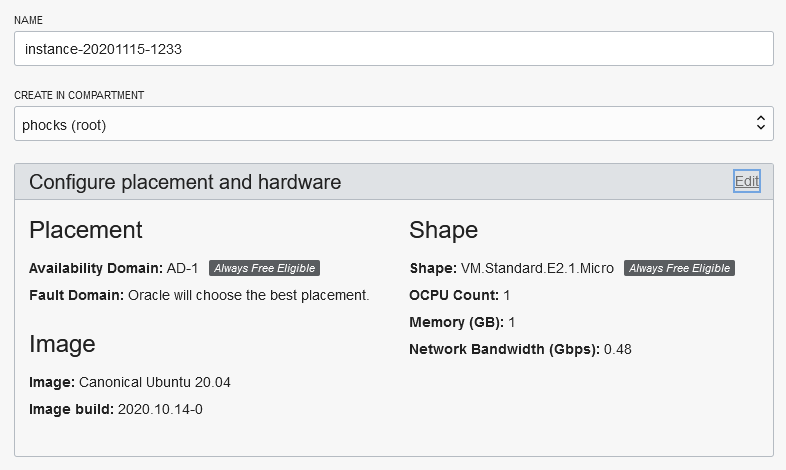 NAME
instance-20201115-1233
CREATE IN COMPARTMENT
phocks (root)
Configure placement and hardware
Edit
Placement
Availability Domain: AD-1 Always Free Eligible
Fault Domain: Oracle will choose the best placement.
Image
Image: Canonical Ubuntu 20.04
Image build: 2020.10.14-0
Shape
Shape: VM.Standard.E2.1.Micro Always Free Eligible
OCPU Count: 1
Memory (GB): 1
Network Bandwidth (Gbps): 0.48